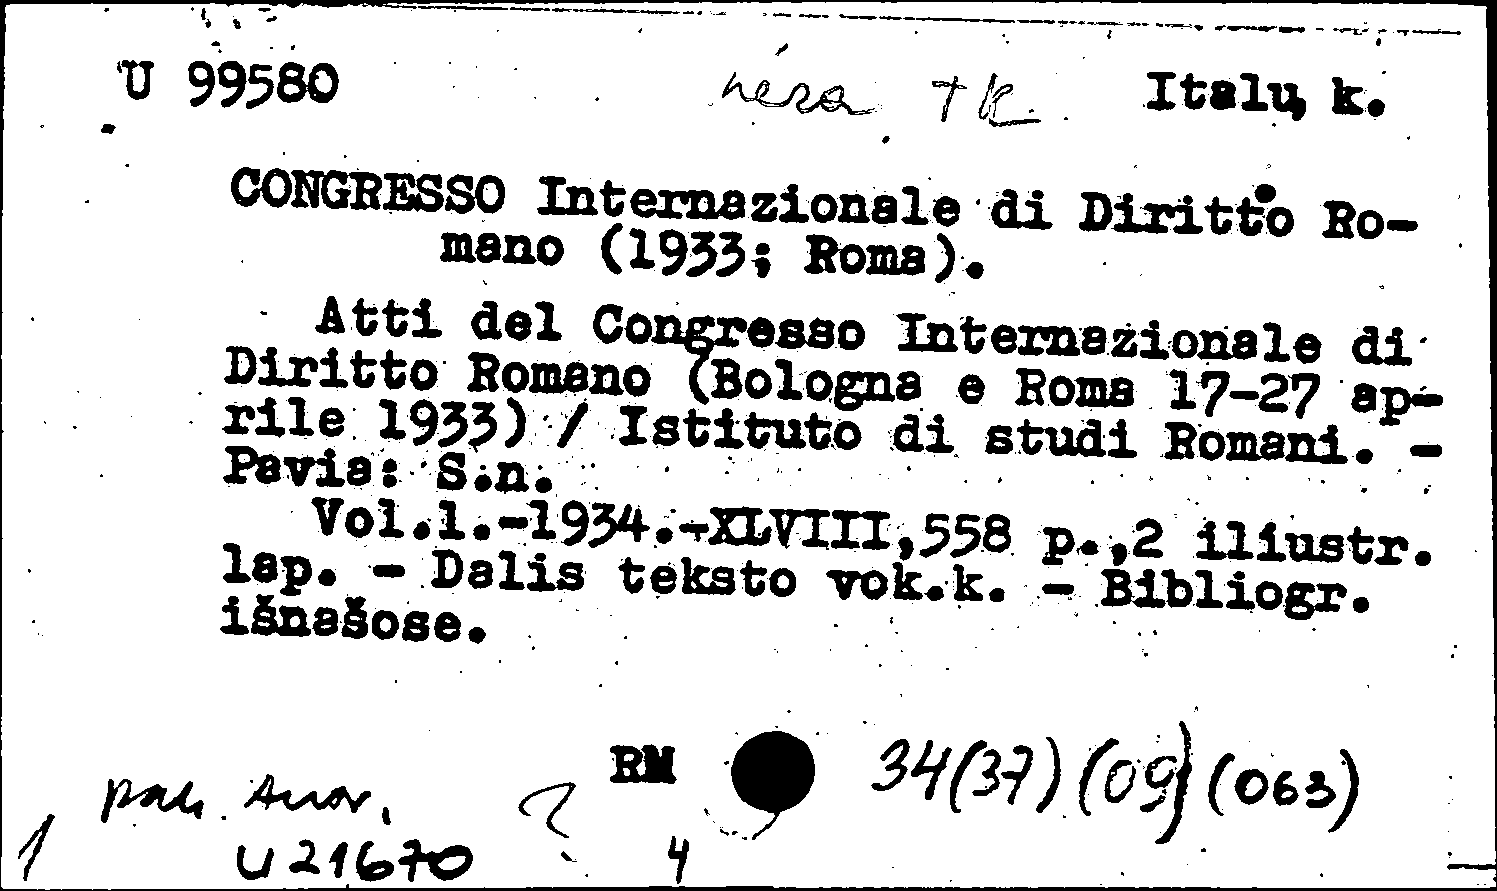 U 99580 nėra TK. Italų k.
CONGRESSO Internazionale di Diritto Ro-
mano (1933; Roma).
Atti del Congresso Internazionale di
Diritto Romano (Bologna e Roma 17-27 ap-
rile 1933) / Istituto di studi Romani. -
Pavia: S.n.
Vol.1.-1934.-XLVIII,558 p.,2 iliustr.
lap. - Dalis teksto vok.k. - Bibliogr.
išnašose.
RM 34(37)(09)(063)
?
1 U21670 4